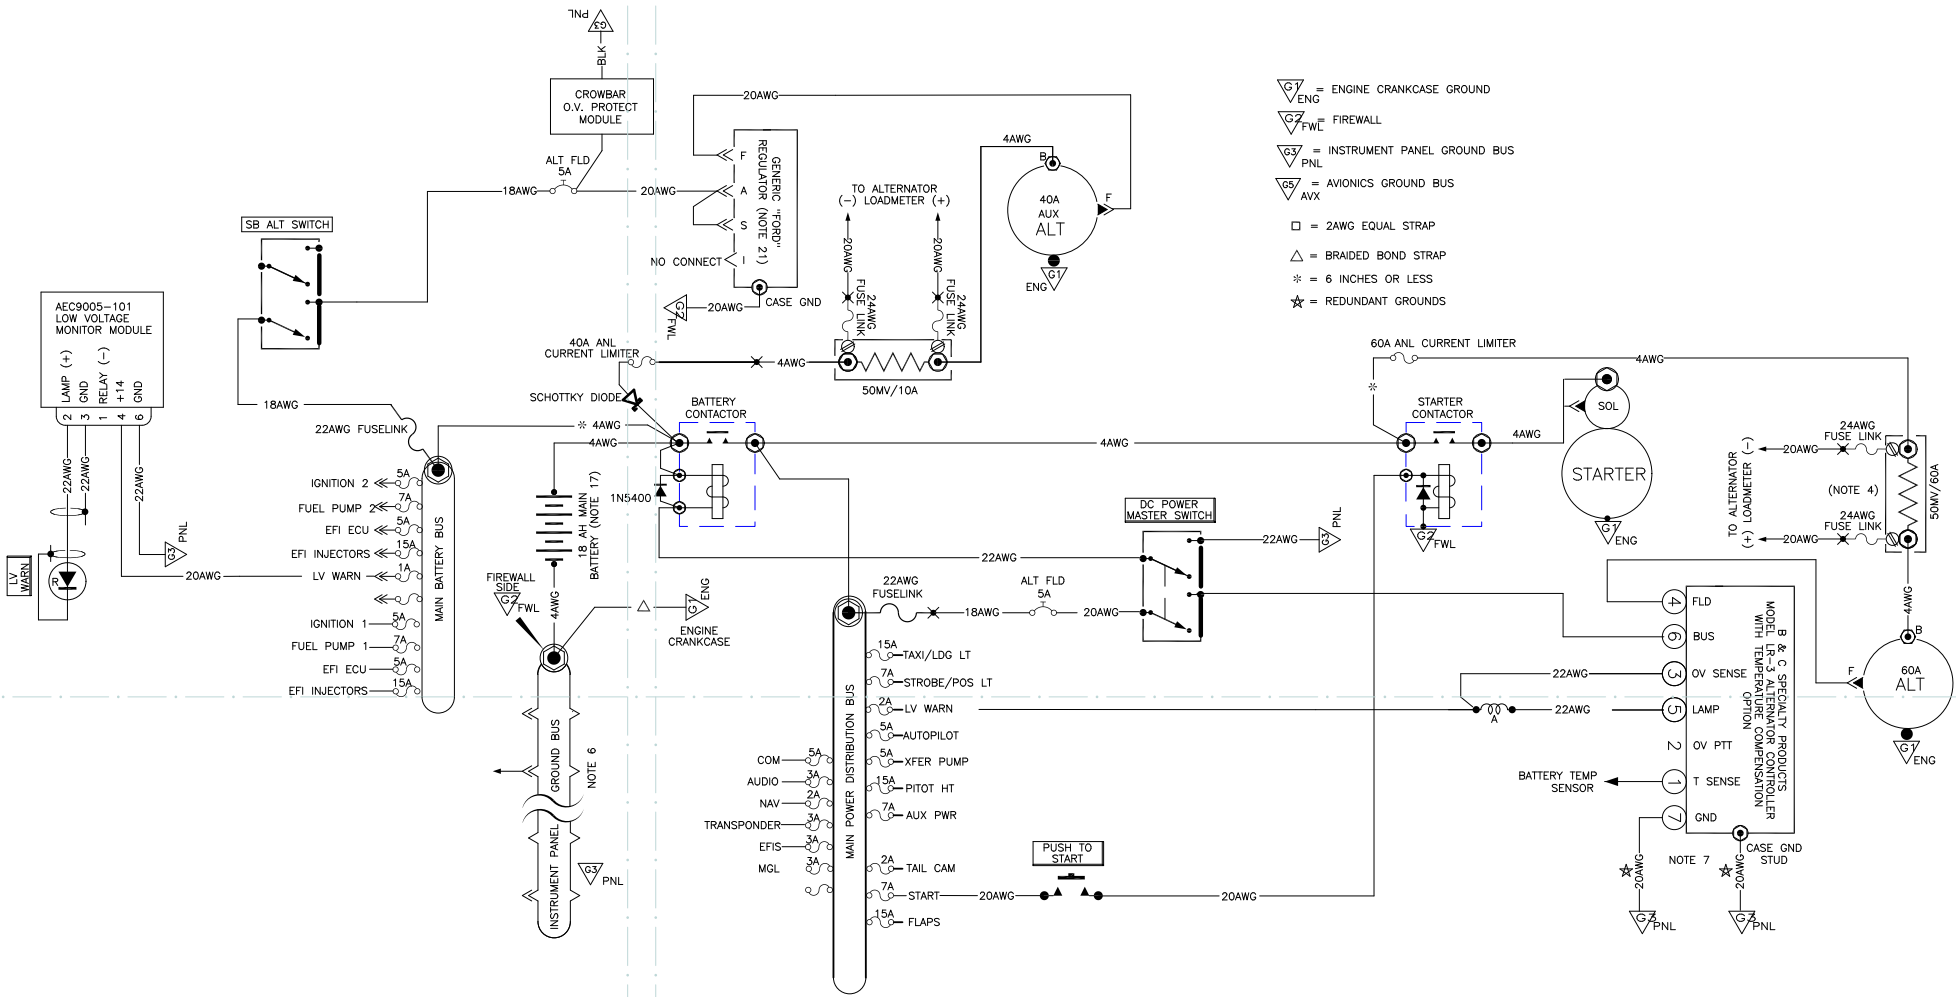 G3
PNL
BLK
CROWBAR
O.V. PROTECT
MODULE
ALT FLD
5A
18AWG
20AWG
20AWG
F
A
S
I
GENERIC "FORD"
REGULATOR (NOTE 21)
NO CONNECT
CASE GND
20AWG
G2
FWL
TO ALTERNATOR
(-) LOADMETER (+)
20AWG
20AWG
24AWG
FUSE LINK
24AWG
FUSE LINK
50MV/10A
4AWG
B
40A
AUX
ALT
F
G1
ENG
G1
ENG
= ENGINE CRANKCASE GROUND
G2
FWL
= FIREWALL
G3
PNL
= INSTRUMENT PANEL GROUND BUS
G5
AVX
= AVIONICS GROUND BUS
= 2AWG EQUAL STRAP
= BRAIDED BOND STRAP
= 6 INCHES OR LESS
= REDUNDANT GROUNDS
SB ALT SWITCH
AEC9005-101
LOW VOLTAGE
MONITOR MODULE
LAMP (+)
GND
RELAY (-)
+14
GND
2
3
1
4
6
22AWG
22AWG
22AWG
G3
PNL
R
LV
WARN
20AWG
18AWG
22AWG FUSELINK
IGNITION 2
5A
FUEL PUMP 2
7A
EFI ECU
5A
EFI INJECTORS
15A
LV WARN
1A
IGNITION 1
5A
FUEL PUMP 1
7A
EFI ECU
5A
EFI INJECTORS
15A
MAIN BATTERY BUS
40A ANL
CURRENT LIMITER
4AWG
SCHOTTKY DIODE
* 4AWG
4AWG
BATTERY
CONTACTOR
1N5400
18 AH MAIN
BATTERY (NOTE 17)
4AWG
FIREWALL
SIDE
G2
FWL
G1
ENG
ENGINE
CRANKCASE
GROUND BUS
INSTRUMENT PANEL
NOTE 6
G3
PNL
4AWG
22AWG
DC POWER
MASTER SWITCH
22AWG
G3
PNL
22AWG
FUSELINK
18AWG
ALT FLD
5A
20AWG
MAIN POWER DISTRIBUTION BUS
15A
TAXI/LDG LT
7A
STROBE/POS LT
2A
LV WARN
5A
AUTOPILOT
5A
XFER PUMP
15A
PITOT HT
7A
AUX PWR
2A
TAIL CAM
7A
START
15A
FLAPS
COM
5A
AUDIO
3A
NAV
2A
TRANSPONDER
3A
EFIS
3A
MGL
3A
20AWG
PUSH TO
START
20AWG
60A ANL CURRENT LIMITER
4AWG
*
STARTER
CONTACTOR
4AWG
G2
FWL
SOL
STARTER
G1
ENG
24AWG
FUSE LINK
20AWG
(NOTE 4)
24AWG
FUSE LINK
20AWG
TO ALTERNATOR
(+) LOADMETER (-)
50MV/60A
4AWG
B
60A
ALT
F
G1
ENG
4
FLD
6
BUS
3
OV SENSE
5
LAMP
2
OV PTT
1
T SENSE
7
GND
B & C SPECIALTY PRODUCTS
MODEL LR-3 ALTERNATOR CONTROLLER
WITH TEMPERATURE COMPENSATION
OPTION
22AWG
A
22AWG
BATTERY TEMP
SENSOR
NOTE 7
CASE GND
STUD
20AWG
20AWG
G3
PNL
G3
PNL